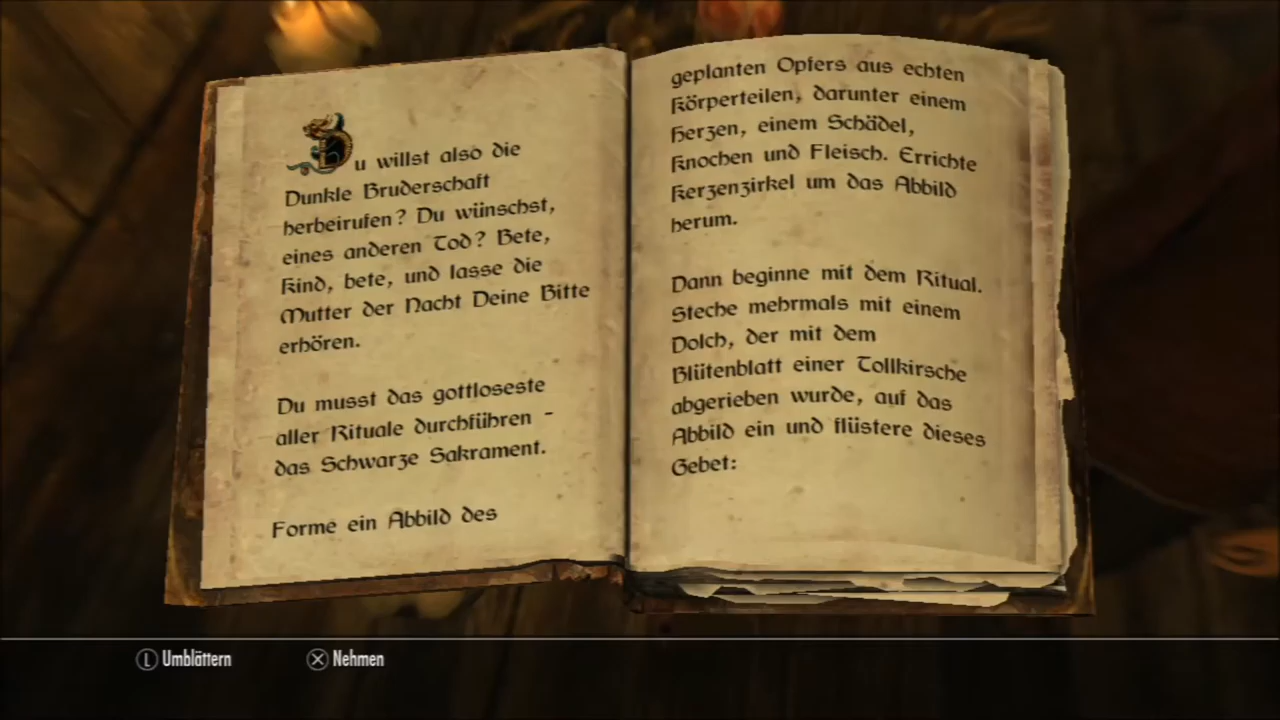 Du willst also die
Dunkle Bruderschaft
herbeirufen? Du wünschst,
eines anderen Tod? Bete,
Kind, bete, und lasse die
Mutter der Nacht Deine Bitte
erhören.
Du musst das gottloseste
aller Rituale durchführen -
das Schwarze Sakrament.
Forme ein Abbild des
geplanten Opfers aus echten
Körperteilen, darunter einem
Herzen, einem Schädel,
Knochen und Fleisch. Errichte
Kerzenzirkel um das Abbild
herum.
Dann beginne mit dem Ritual.
Steche mehrmals mit einem
Dolch, der mit dem
Blütenblatt einer Tollkirsche
abgerieben wurde, auf das
Abbild ein und flüstere dieses
Gebet:
L Umblättern
X Nehmen